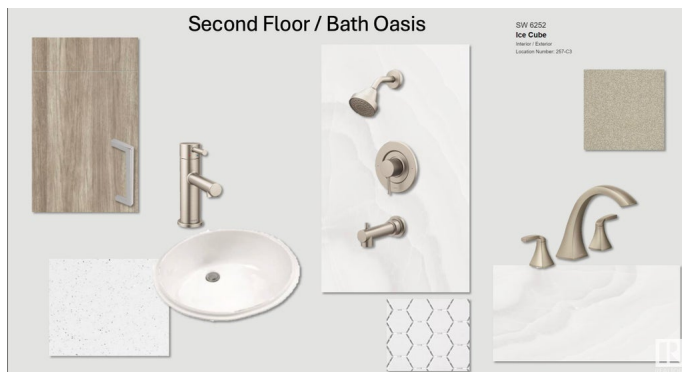 Second Floor / Bath Oasis
SW 6252
Ice Cube
Interior / Exterior
Location Number: 257-C3